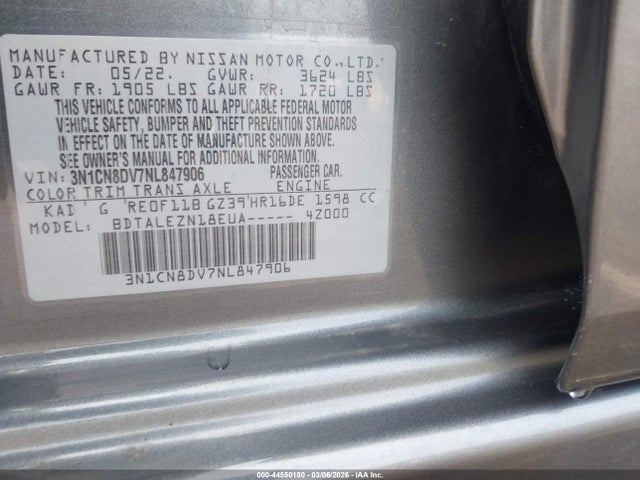 MANUFACTURED BY NISSAN MOTOR CO.,LTD.
DATE: 05/22. GVWR: 3624 LBS
GAWR FR: 1905 LBS GAWR RR: 1720 LBS
THIS VEHICLE CONFORMS TO ALL APPLICABLE FEDERAL MOTOR
VEHICLE SAFETY, BUMPER AND THEFT PREVENTION STANDARDS
IN EFFECT ON THE DATE OF MANUFACTURE SHOWN ABOVE.
SEE OWNER'S MANUAL FOR ADDITIONAL INFORMATION
VIN: 3N1CN8DV7NL847906 PASSENGER CAR.
COLOR TRIM TRANS AXLE ENGINE
KAD G RE0F11B GZ39 HR16DE 1598 CC
MODEL: BDTALEZN18EUA----- 4Z000
3N1CN8DV7NL847906
000-44550180 - 03/06/2026 - IAA Corp.